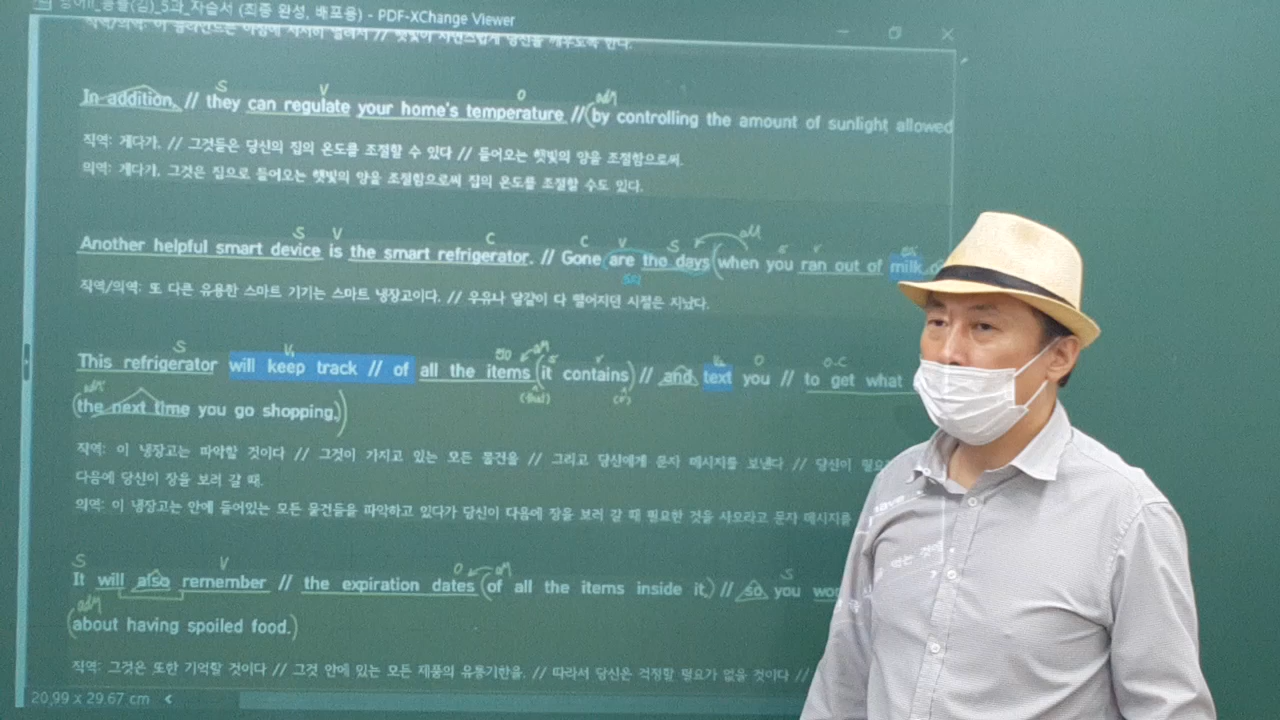 5과_자습서 (최종 완성, 배포용) - PDF-XChange Viewer
S V O adv
In addition, // they can regulate your home's temperature //(by controlling the amount of sunlight allowed
직역: 게다가, // 그것들은 당신의 집의 온도를 조절할 수 있다 // 들어오는 햇빛의 양을 조절함으로써.
의역: 게다가, 그것은 집으로 들어오는 햇빛의 양을 조절함으로써 집의 온도를 조절할 수도 있다.
S V C C V S
Another helpful smart device is the smart refrigerator. // Gone are the days (when you ran out of milk
직역/의역: 또 다른 유용한 스마트 기기는 스마트 냉장고이다. // 우유나 달걀이 다 떨어지던 시절은 지났다.
S O O·C
This refrigerator will keep track // of all the items (it contains) // and text you // to get what
(that)
(the next time you go shopping,)
직역: 이 냉장고는 파악할 것이다 // 그것이 가지고 있는 모든 물건을 // 그리고 당신에게 문자 메시지를 보낸다 // 당신이
다음에 당신이 장을 보러 갈 때.
의역: 이 냉장고는 안에 들어있는 모든 물건들을 파악하고 있다가 당신이 다음에 장을 보러 갈 때 필요한 것을 사오라고 문자 메시지를
S V O S
It will also remember // the expiration dates (of all the items inside it,) // so you
(about having spoiled food.)
직역: 그것은 또한 기억할 것이다 // 그것 안에 있는 모든 제품의 유통기한을. // 따라서 당신은 걱정할 필요가 없을 것이다 //
20,99 x 29.67 cm